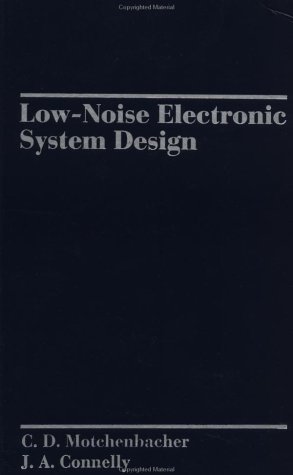 Low-Noise Electronic
System Design
C. D. Motchenbacher
J. A. Connelly
Copyrighted Material
Copyrighted Material